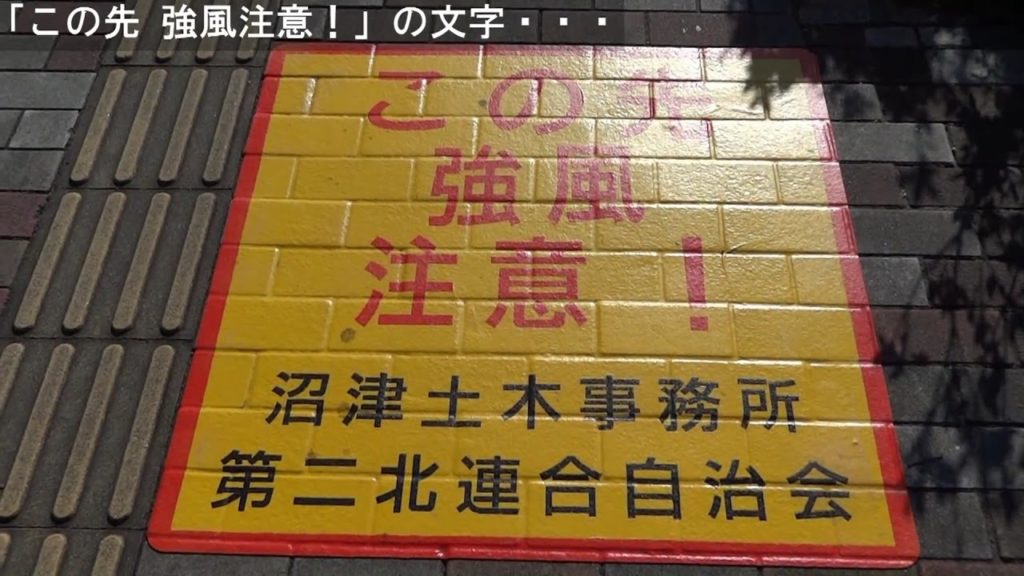 「この先 強風注意！」の文字・・・
この先
強風
注意！
沼津土木事務所
第二北連合自治会